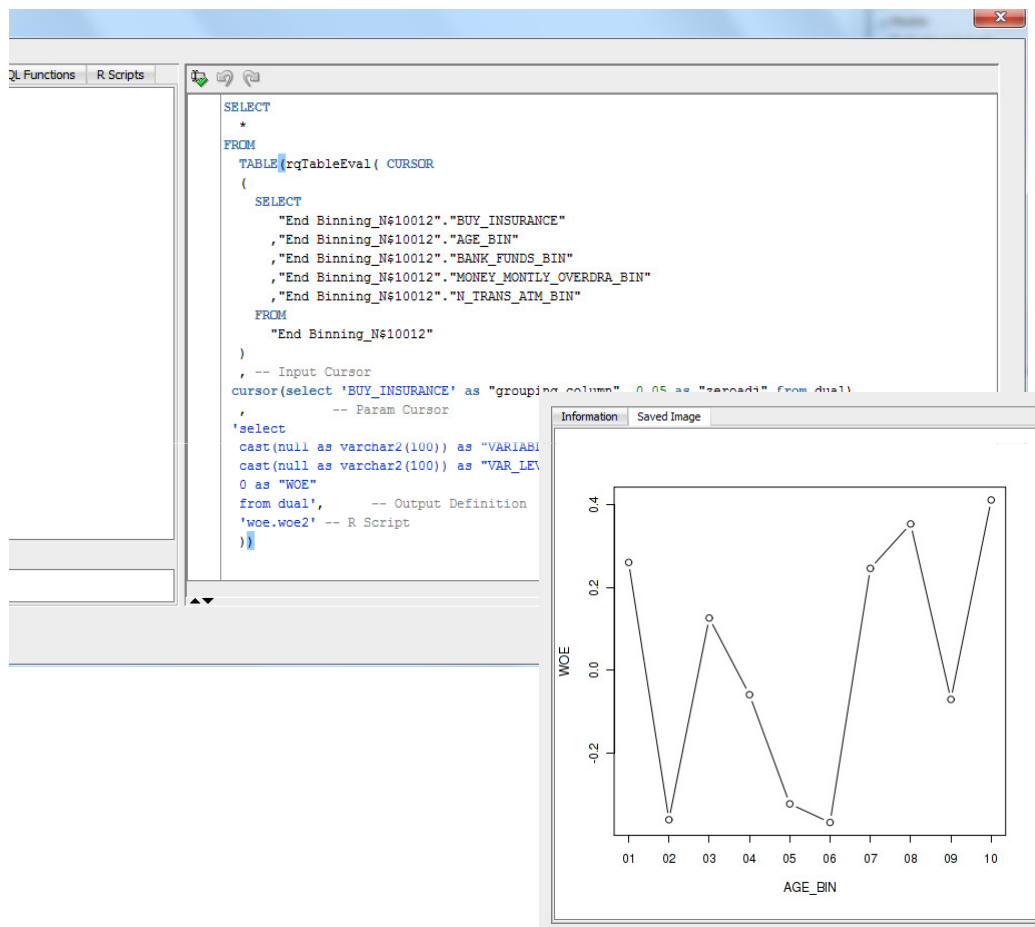 QL Functions R Scripts
SELECT
*
FROM
TABLE(rqTableEval( CURSOR
(
SELECT
"End Binning_N$10012"."BUY_INSURANCE"
,"End Binning_N$10012"."AGE_BIN"
,"End Binning_N$10012"."BANK_FUNDS_BIN"
,"End Binning_N$10012"."MONEY_MONTLY_OVERDRA_BIN"
,"End Binning_N$10012"."N_TRANS_ATM_BIN"
FROM
"End Binning_N$10012"
)
, -- Input Cursor
cursor(select 'BUY_INSURANCE' as "grouping_column", 0.05 as "zeroadj" from dual)
, -- Param Cursor
'select
cast(null as varchar2(100)) as "VARIABL
cast(null as varchar2(100)) as "VAR_LEV
0 as "WOE"
from dual', -- Output Definition
'woe.woe2' -- R Script
))
Information Saved Image
0.4
0.2
0.0
-0.2
WOE
01 02 03 04 05 06 07 08 09 10
AGE_BIN